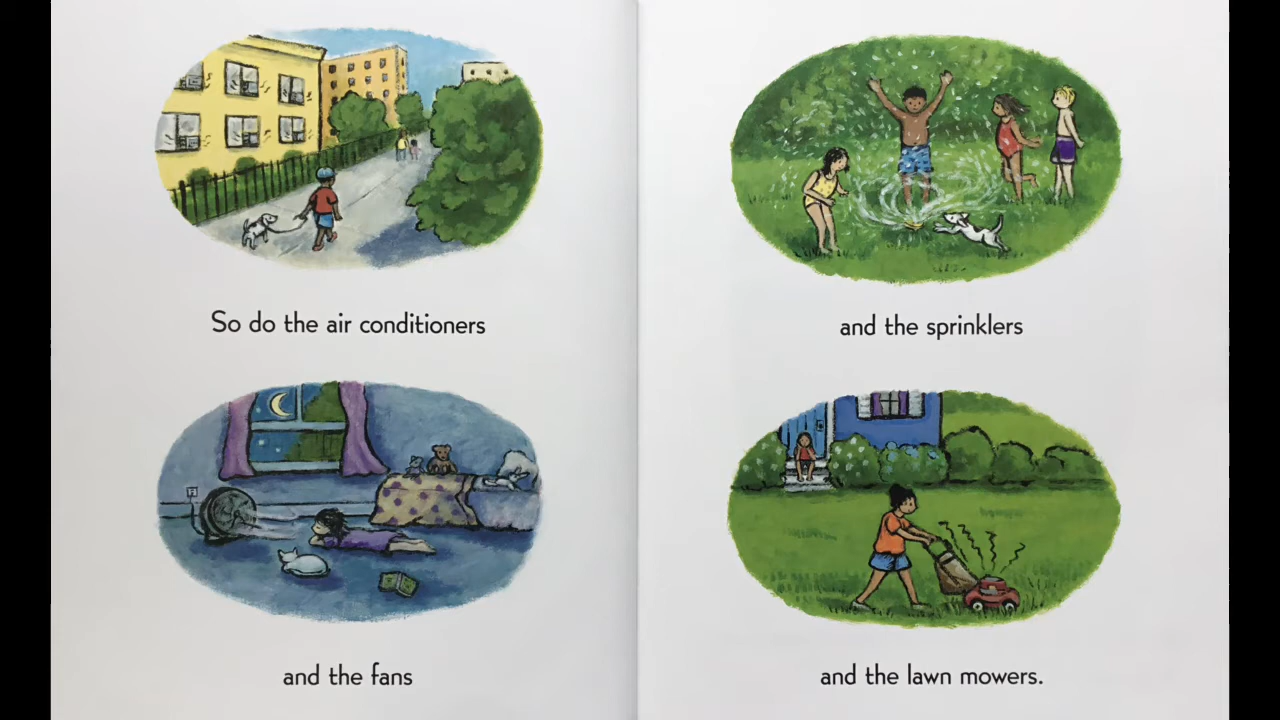 So do the air conditioners
and the fans
and the sprinklers
and the lawn mowers.